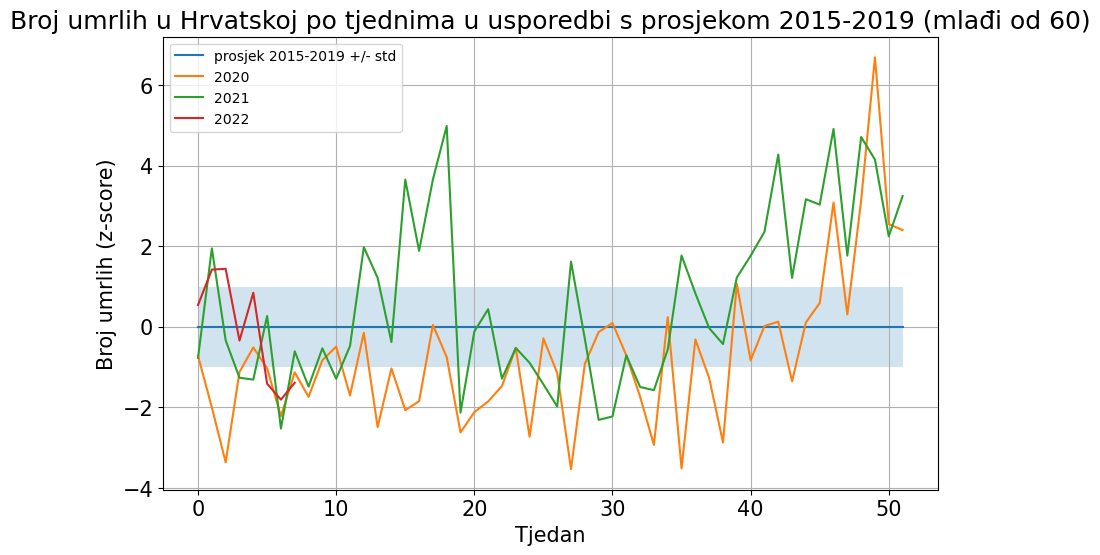 Broj umrlih u Hrvatskoj po tjednima u usporedbi s prosjekom 2015-2019 (mlađi od 60)
prosjek 2015-2019 +/- std
2020
2021
2022
Broj umrlih (z-score)
6
4
2
0
−2
−4
0 10 20 30 40 50
Tjedan